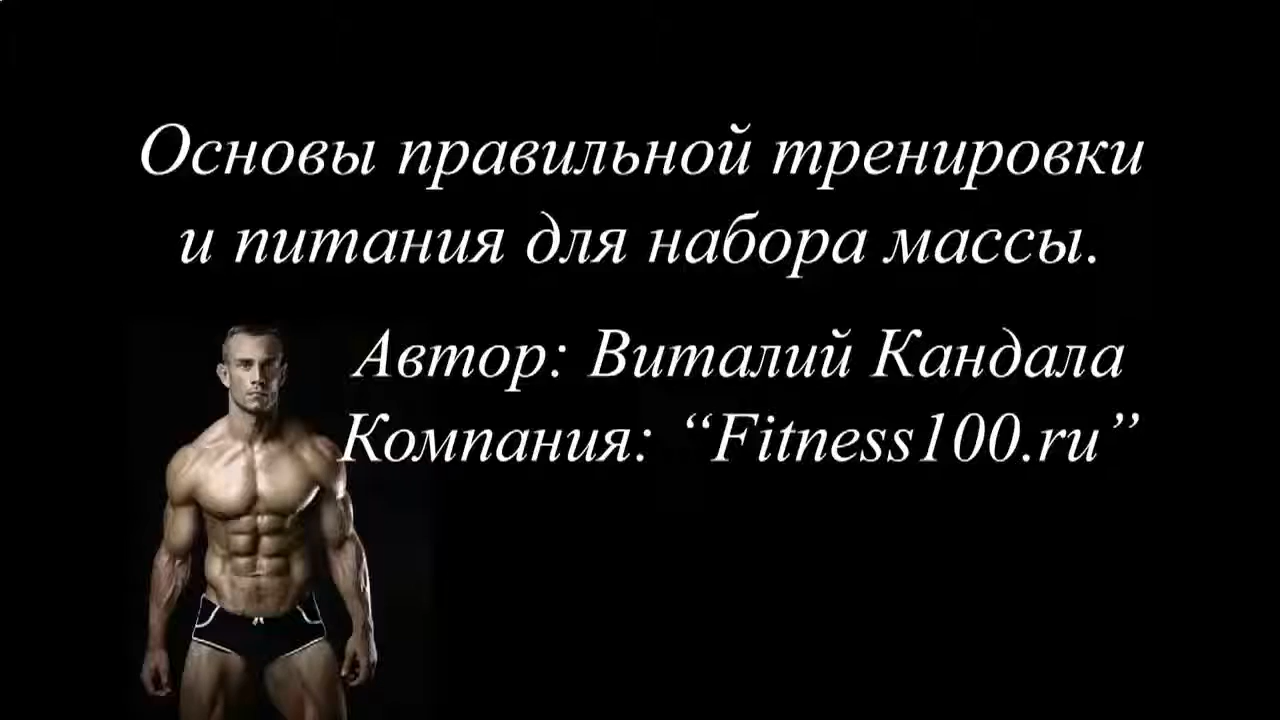 Основы правильной тренировки
и питания для набора массы.
Автор: Виталий Кандала
Компания: “Fitness100.ru”